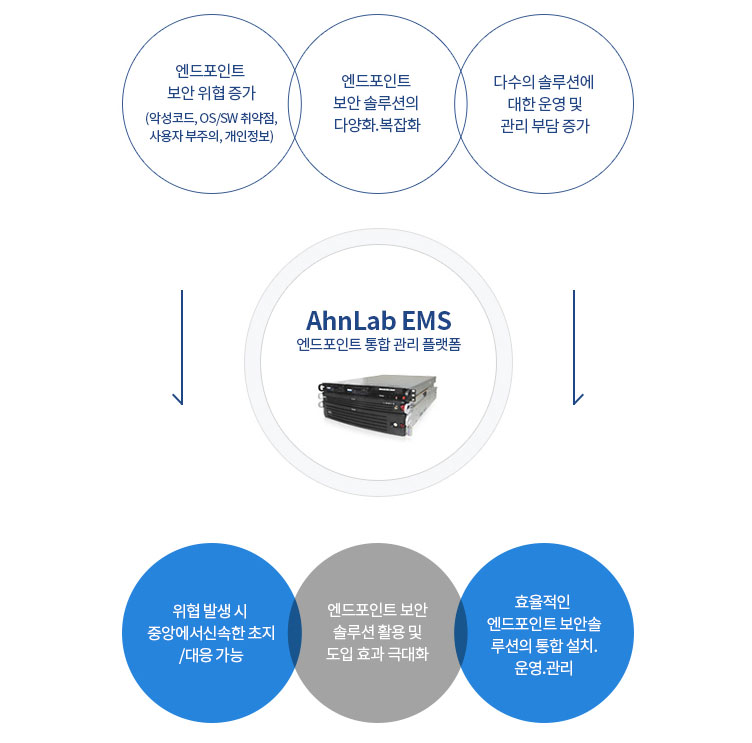 엔드포인트
보안 위협 증가
(악성코드, OS/SW 취약점,
사용자 부주의, 개인정보)
엔드포인트
보안 솔루션의
다양화.복잡화
다수의 솔루션에
대한 운영 및
관리 부담 증가
AhnLab EMS
엔드포인트 통합 관리 플랫폼
위협 발생 시
중앙에서신속한 초지
/대응 가능
엔드포인트 보안
솔루션 활용 및
도입 효과 극대화
효율적인
엔드포인트 보안솔
루션의 통합 설치.
운영.관리